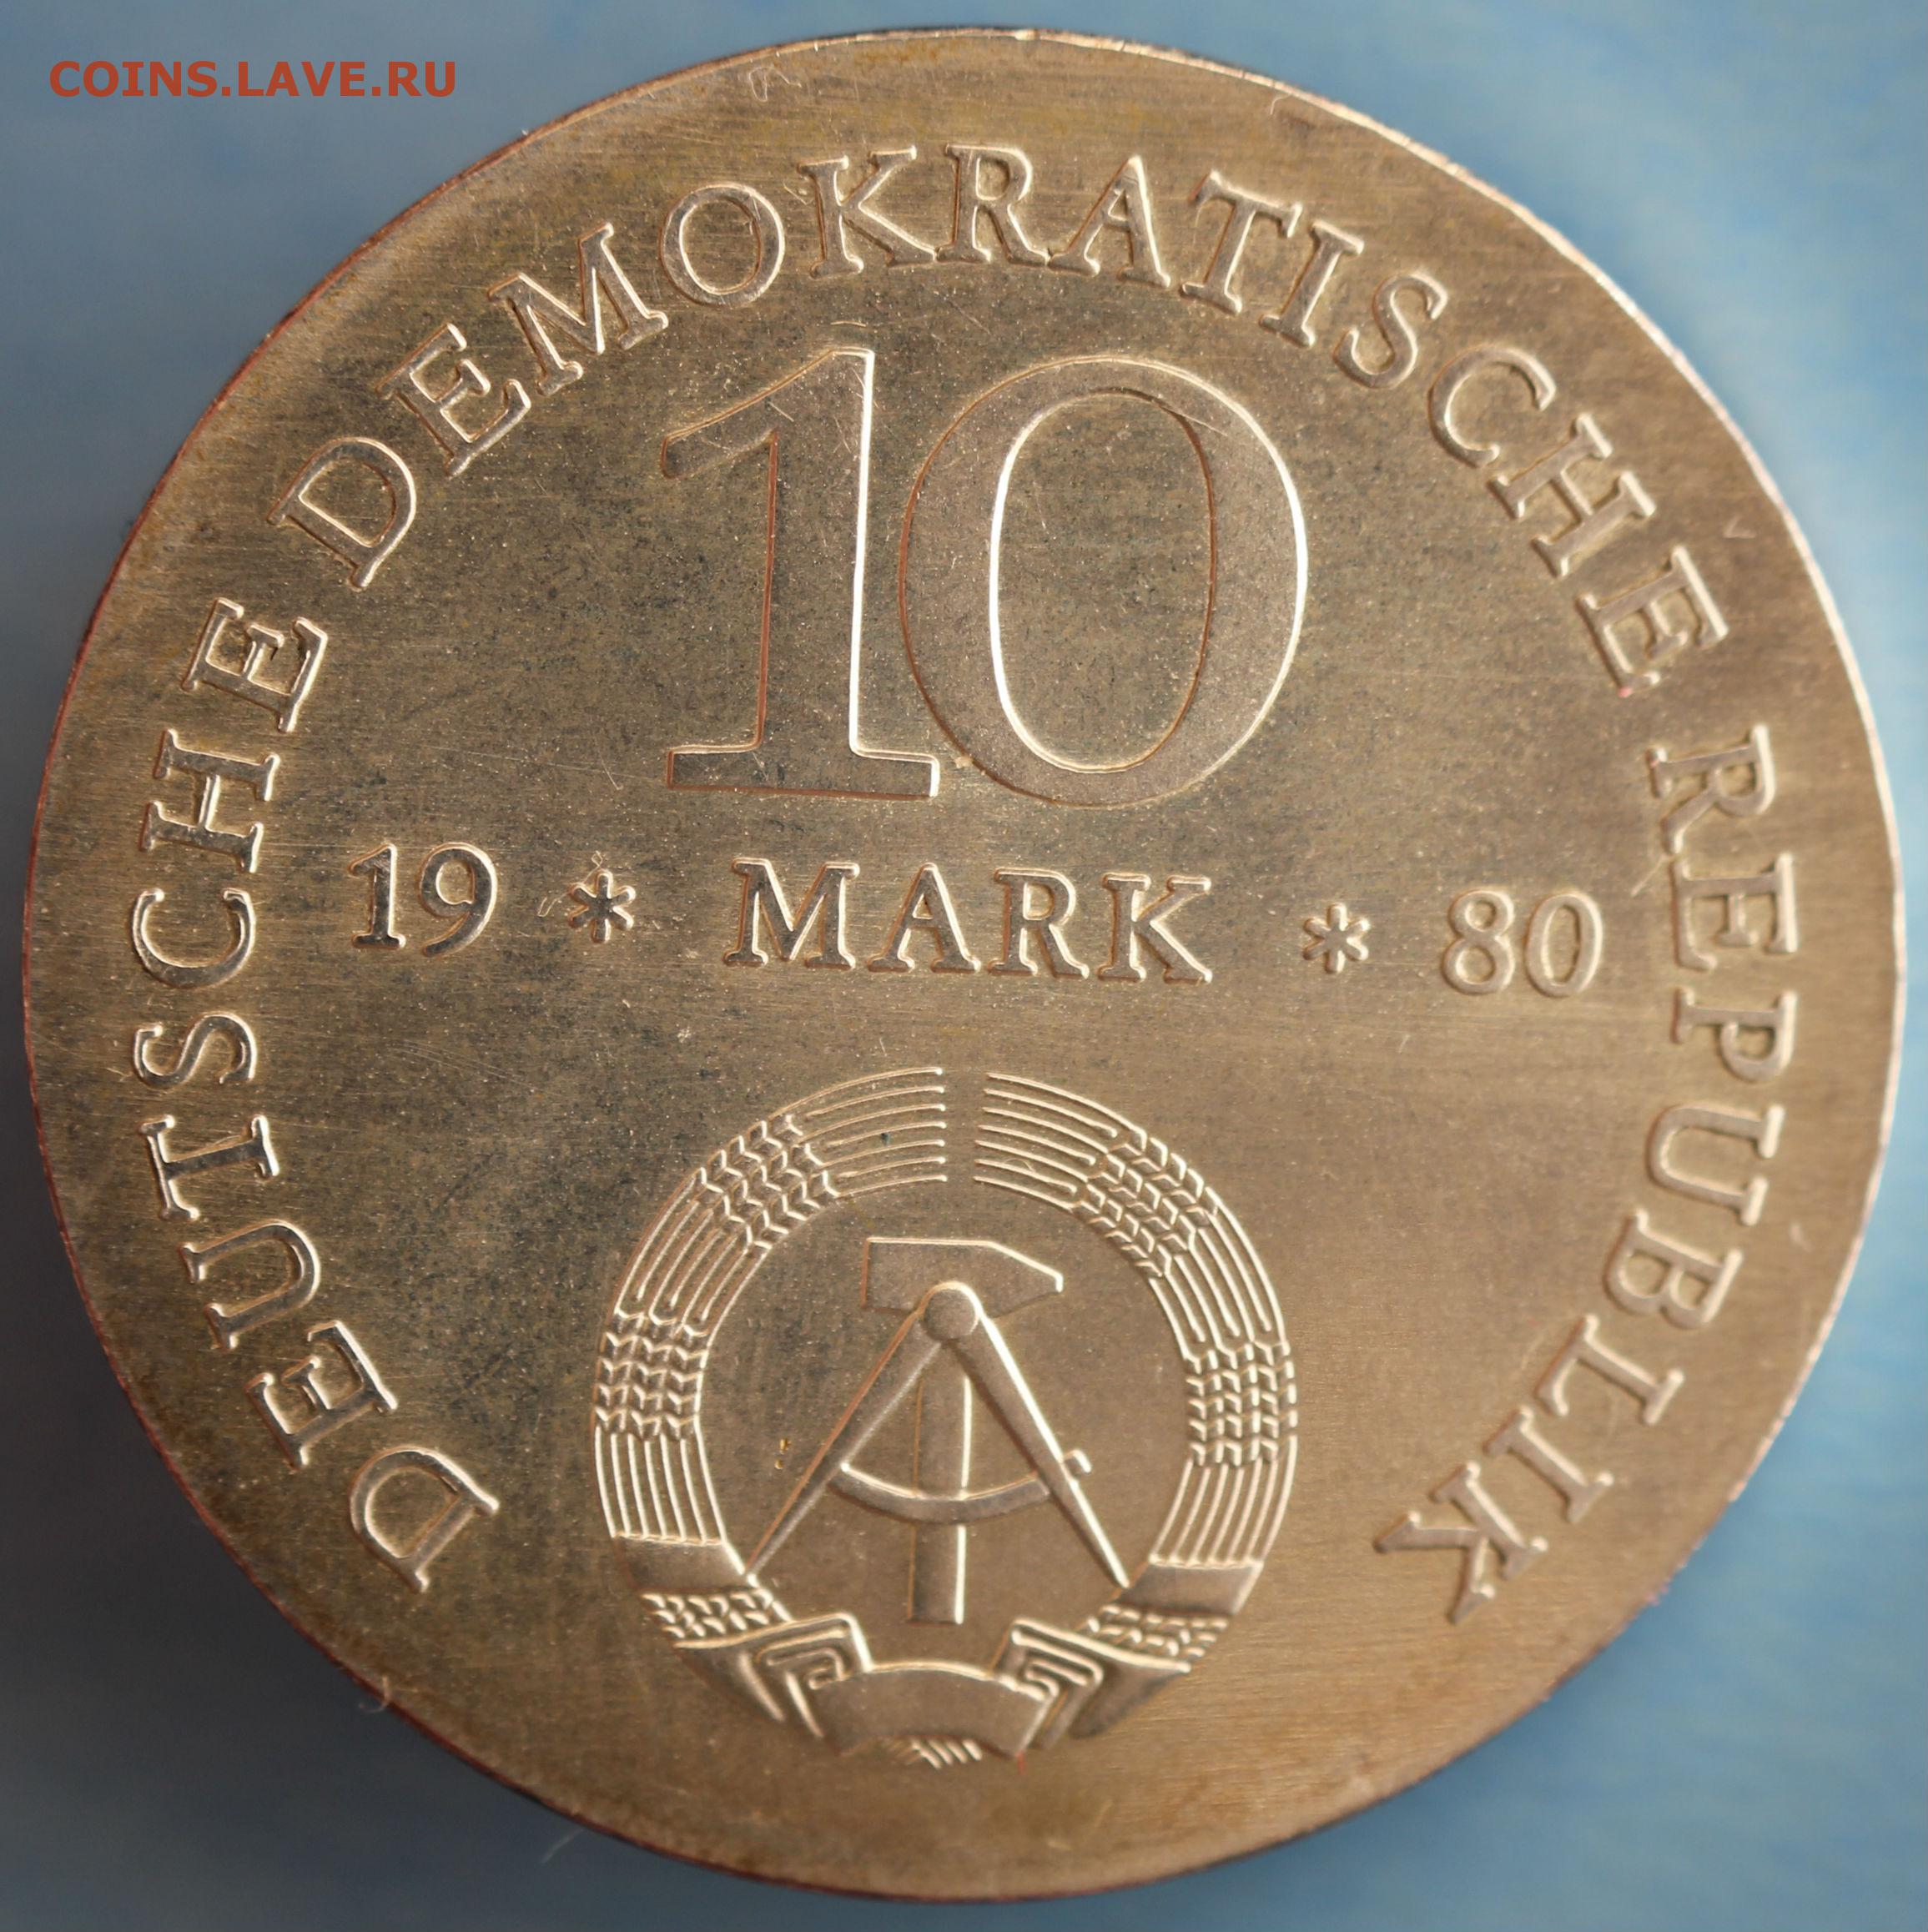 COINS.LAVE.RU
DEUTSCHE DEMOKRATISCHE REPUBLIK
10
19 * MARK * 80